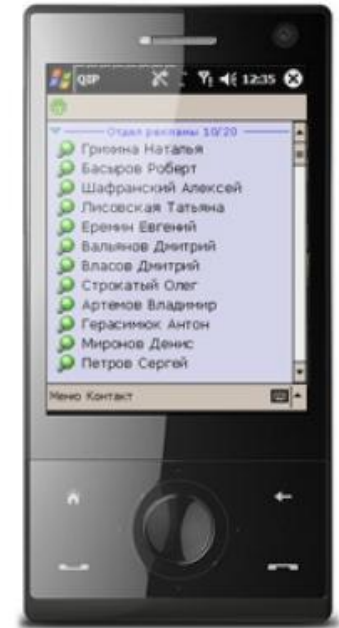 QIP 12:35
Отдел рекламы 10/20
Гризина Наталья
Басыров Роберт
Шафранский Алексей
Лисовская Татьяна
Еремин Евгений
Вальянов Дмитрий
Власов Дмитрий
Строкатый Олег
Артемов Владимир
Герасимюк Антон
Миронов Денис
Петров Сергей
Меню Контакт